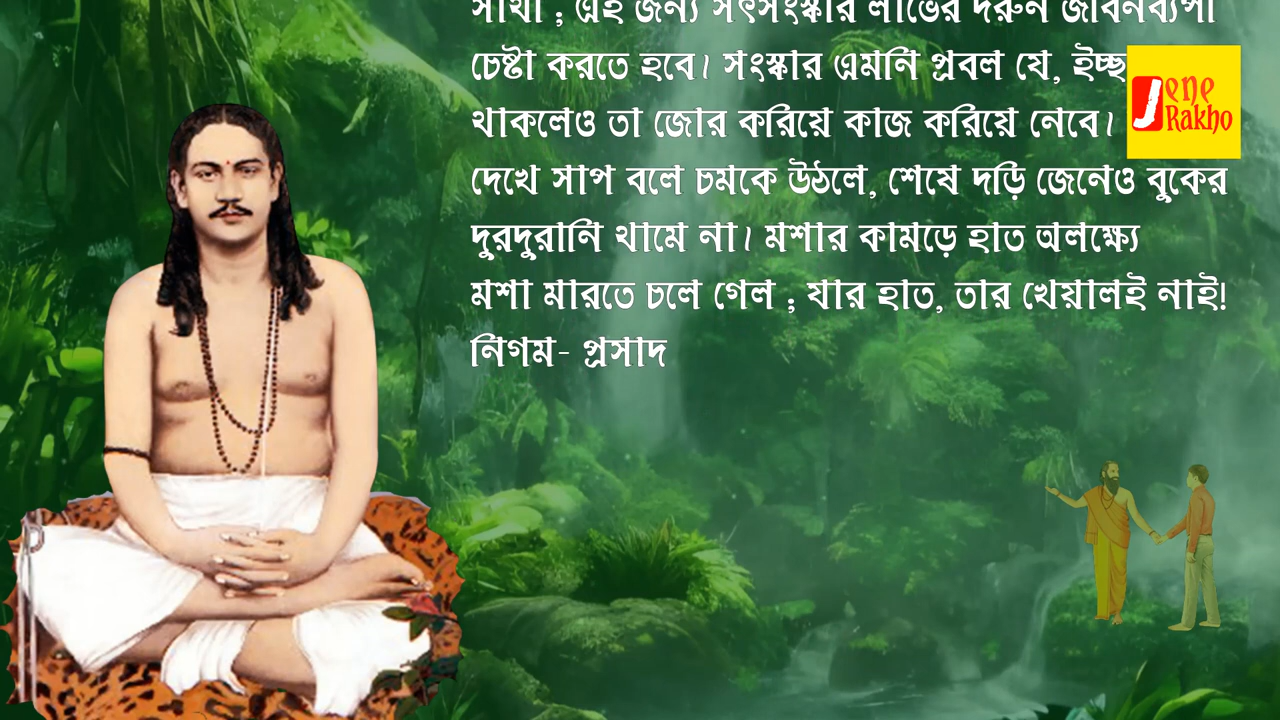 সাথী ; এই জন্য সৎসংস্কার লাভের দরুন জীবনব্যপী
চেষ্টা করতে হবে। সংস্কার এমনি প্রবল যে,
থাকলেও তা জোর করিয়ে কাজ করিয়ে নেবে।
দেখে সাপ বলে চমকে উঠলে, শেষে দড়ি জেনেও বুকের
দুরদুরানি থামে না। মশার কামড়ে হাত অলক্ষ্যে
মশা মারতে চলে গেল ; যার হাত, তার খেয়ালই নাই!
নিগম- প্রসাদ
Jene
Rakho